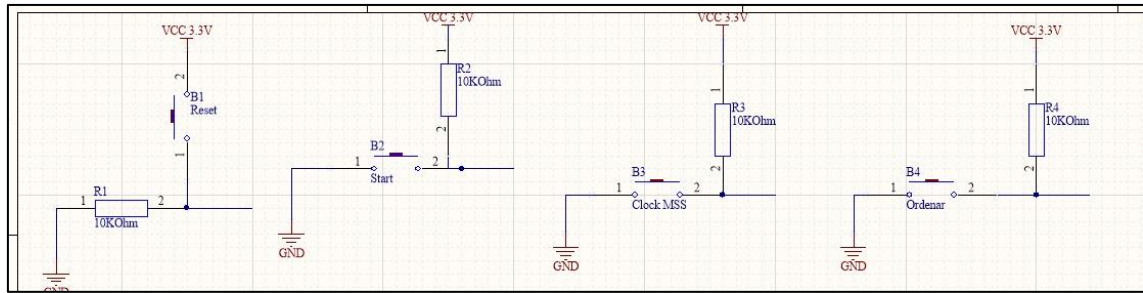 VCC 3.3V
2
B1
Reset
1
R1
1
2
10KOhm
GND
VCC 3.3V
1
R2
10KOhm
2
B2
1
2
Start
GND
VCC 3.3V
1
R3
10KOhm
2
B3
1
2
Clock MSS
GND
VCC 3.3V
1
R4
10KOhm
2
B4
1
2
Ordenar
GND